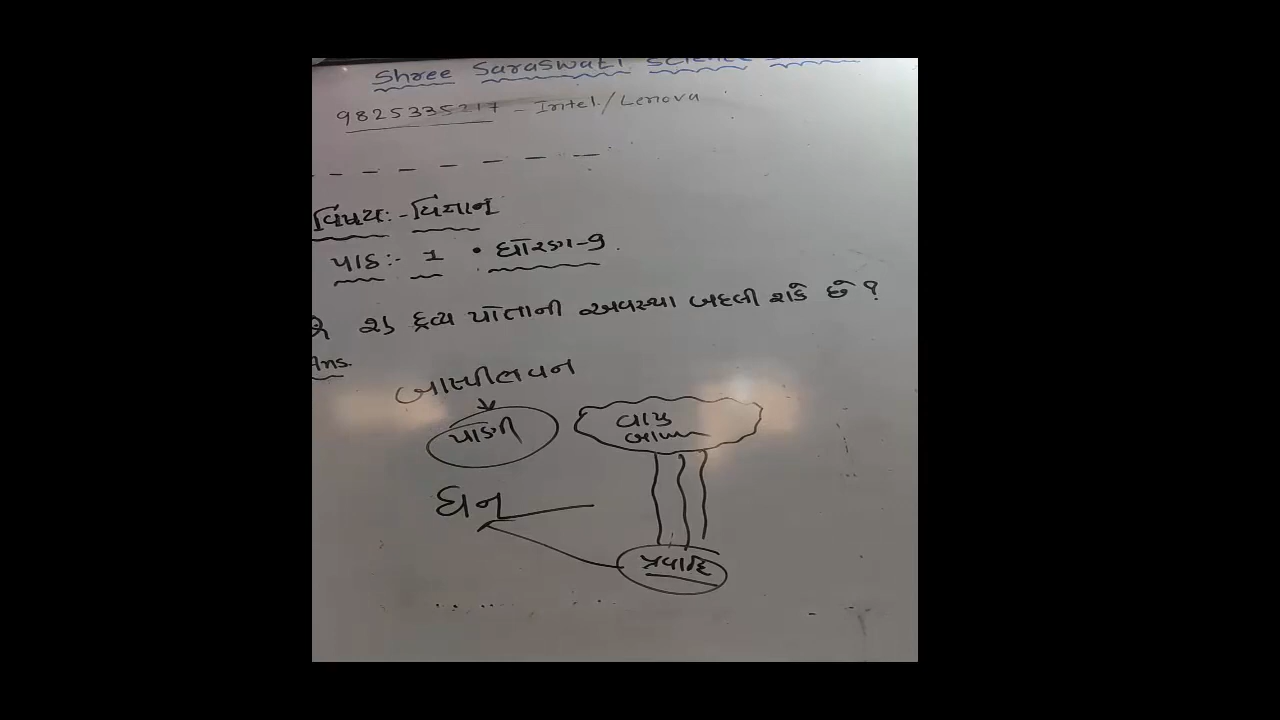 Shree Saraswati Science
9825335217 - Intel./Lenova
વિષય:- વિજ્ઞાન
પાઠ:- 1 • ધોરણ-9
શું દ્રવ્ય પોતાની અવસ્થા બદલી શકે છે ?
Ans.
બાષ્પીભવન
પાણી
વાયુ
બાષ્પ
ઘન
પ્રવાહિ